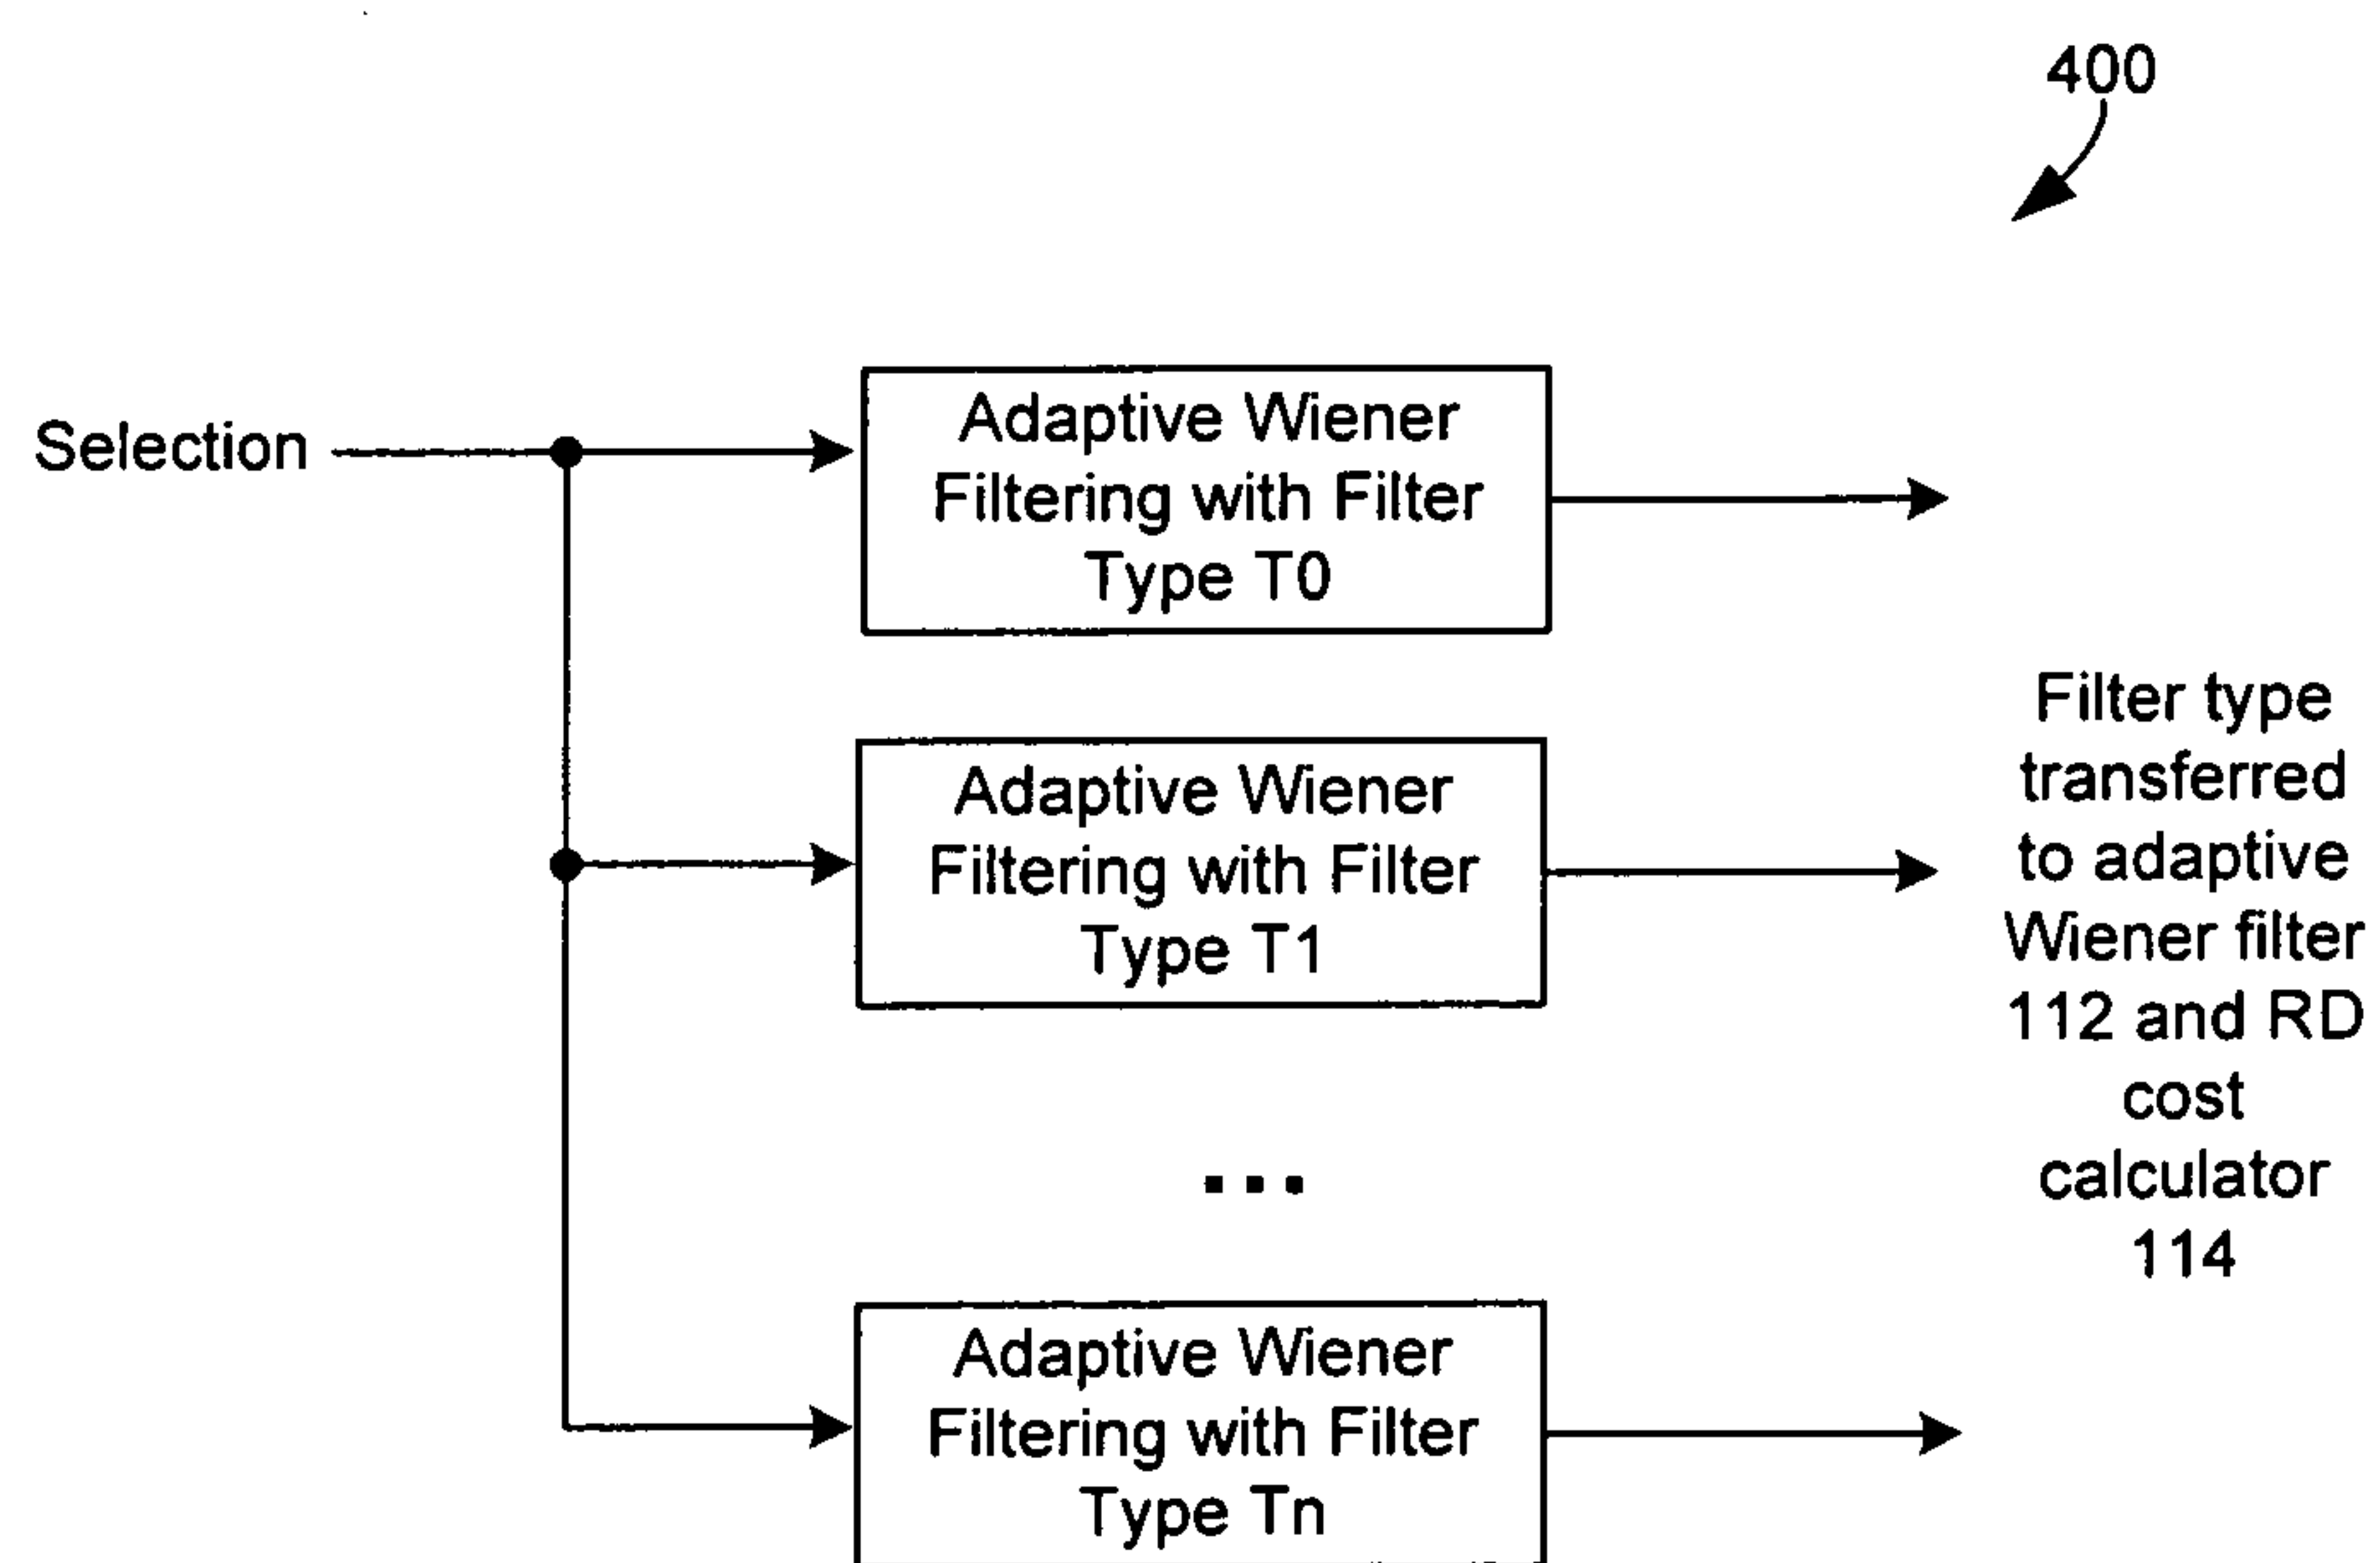 400
Selection
Adaptive Wiener
Filtering with Filter
Type T0
Adaptive Wiener
Filtering with Filter
Type T1
Filter type
transferred
to adaptive
Wiener filter
112 and RD
cost
calculator
114
...
Adaptive Wiener
Filtering with Filter
Type Tn